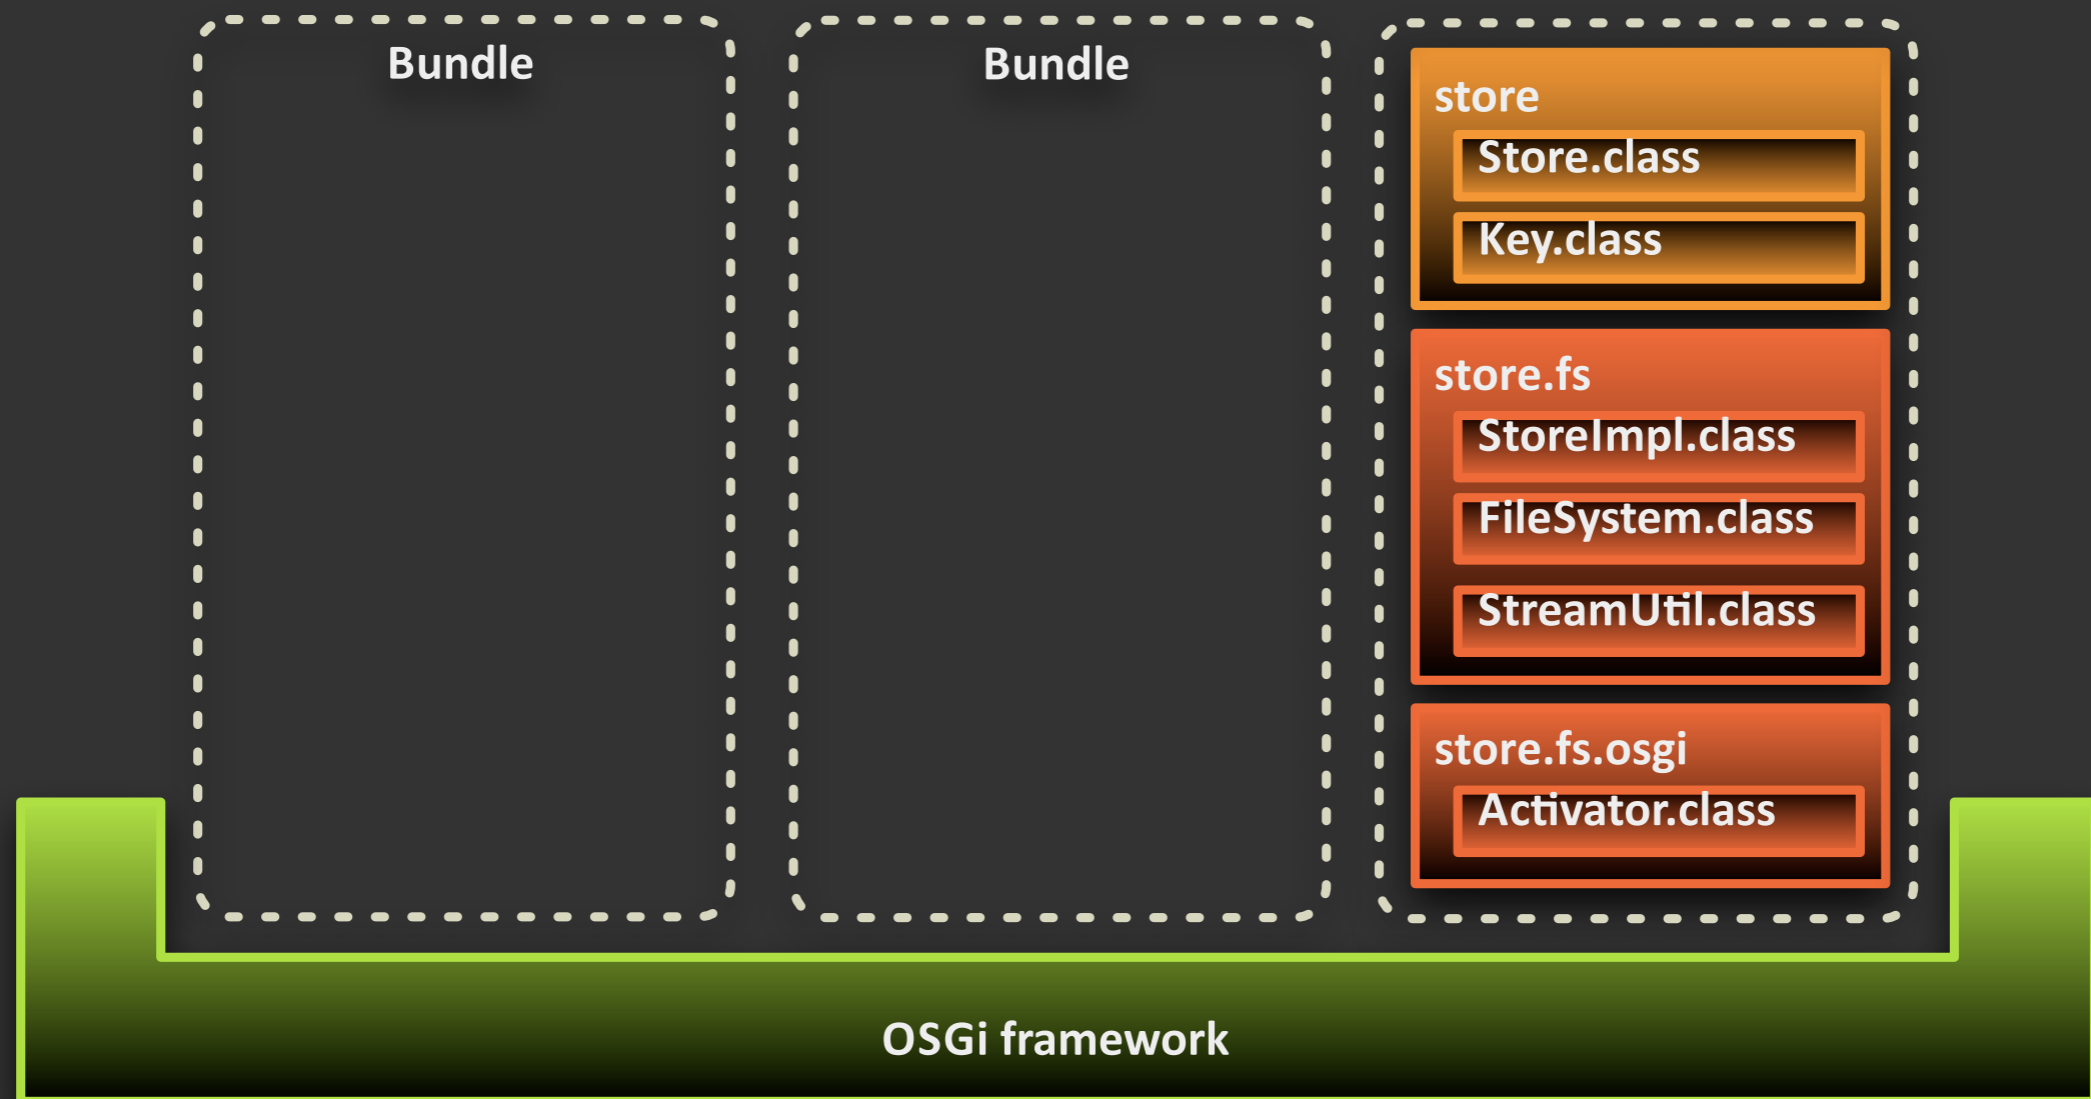 Bundle
Bundle
store
Store.class
Key.class
store.fs
StoreImpl.class
FileSystem.class
StreamUtil.class
store.fs.osgi
Activator.class
OSGi framework